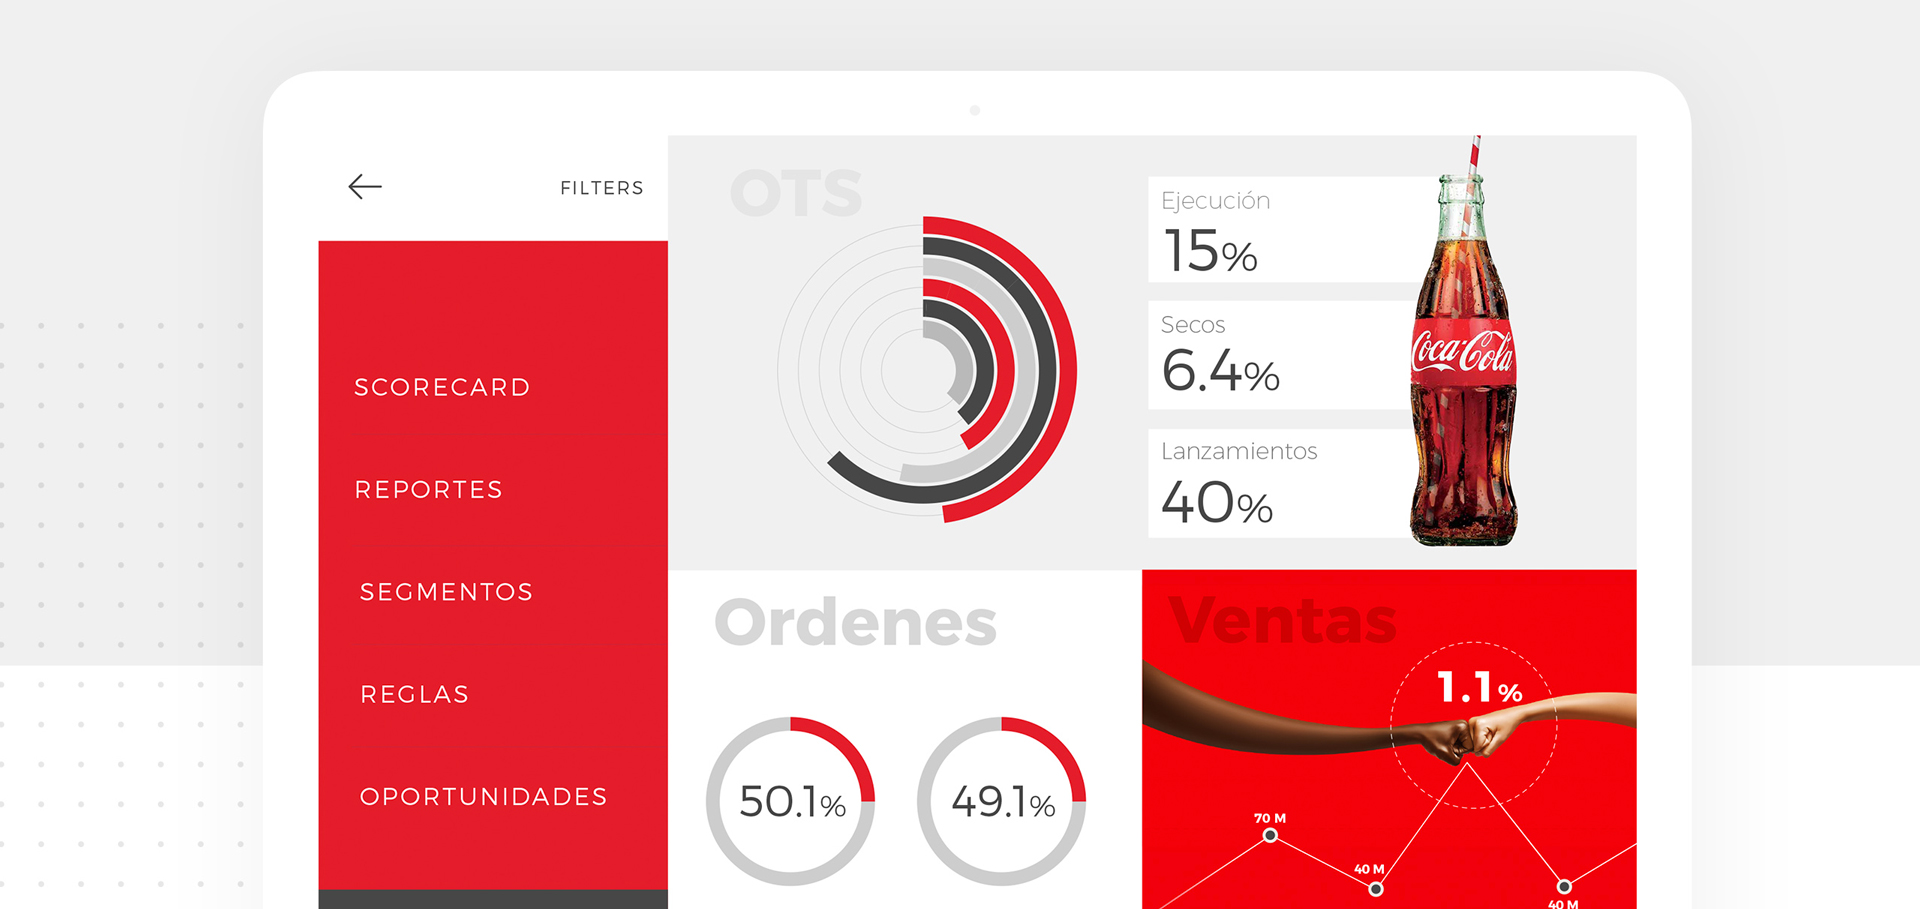 FILTERS
SCORECARD
REPORTES
SEGMENTOS
REGLAS
OPORTUNIDADES
OTS
Ejecución
15%
Secos
6.4%
Lanzamientos
40%
Coca-Cola
Ordenes
50.1%
49.1%
Ventas
1.1%
70 M
40 M
40 M